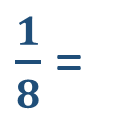 1/8 =